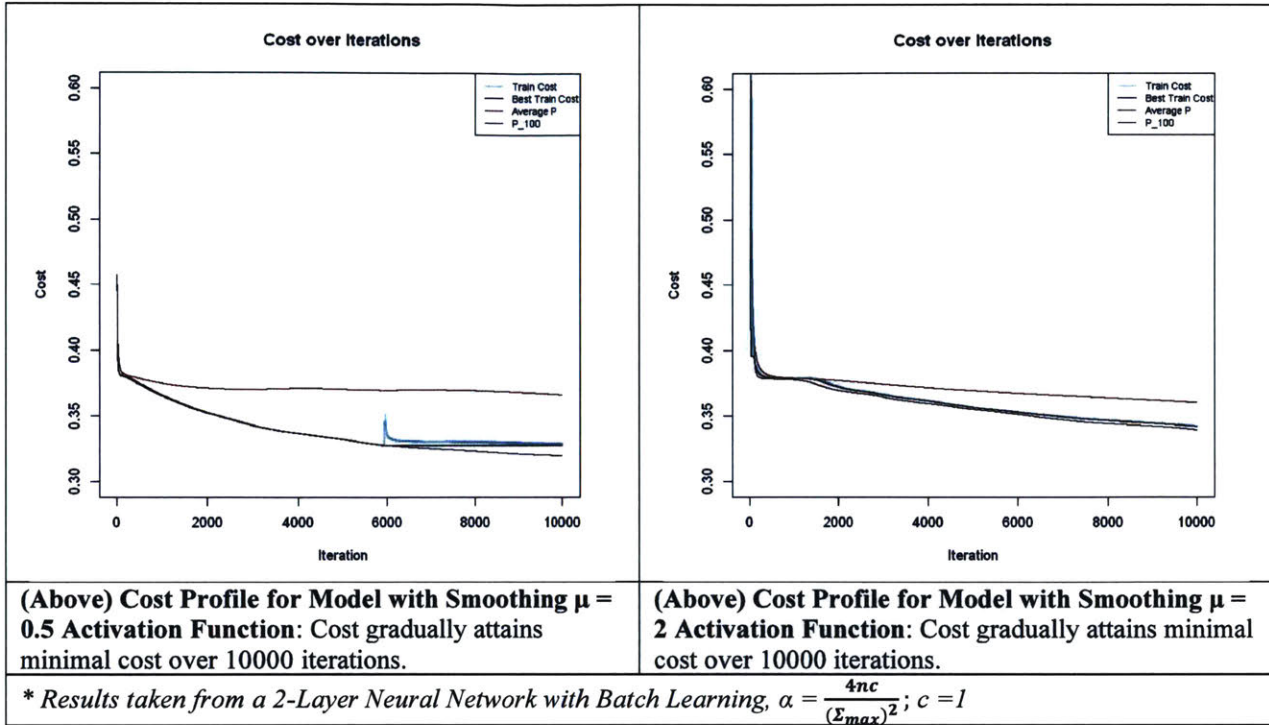 Cost over Iterations
Train Cost
Best Train Cost
Average P
P_100
0.60
0.55
0.50
0.45
0.40
0.35
0.30
Cost
0 2000 4000 6000 8000 10000
Iteration
Cost over Iterations
Train Cost
Best Train Cost
Average P
P_100
0.60
0.55
0.50
0.45
0.40
0.35
0.30
Cost
0 2000 4000 6000 8000 10000
Iteration
(Above) Cost Profile for Model with Smoothing μ =
0.5 Activation Function: Cost gradually attains
minimal cost over 10000 iterations.
(Above) Cost Profile for Model with Smoothing μ =
2 Activation Function: Cost gradually attains minimal
cost over 10000 iterations.
* Results taken from a 2-Layer Neural Network with Batch Learning, α = 4nc/(Σmax)²; c =1